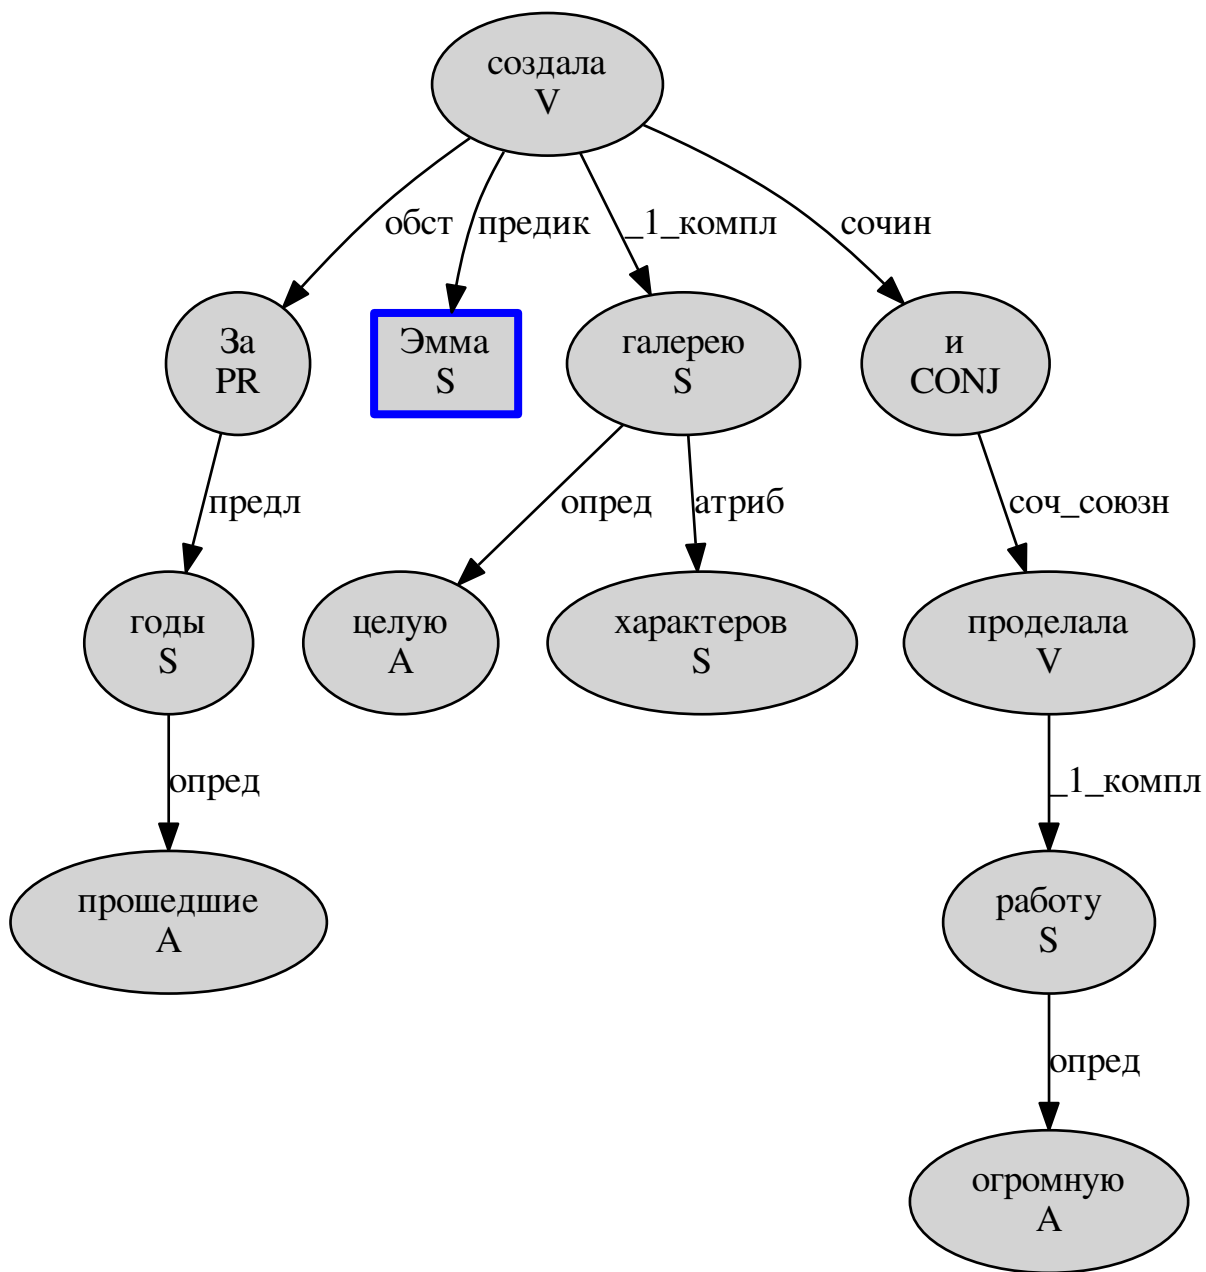 создала
V
обст
предик
_1_компл
сочин
За
PR
Эмма
S
галерею
S
и
CONJ
предл
опред
атриб
соч_союзн
годы
S
целую
A
характеров
S
проделала
V
опред
_1_компл
прошедшие
A
работу
S
опред
огромную
A